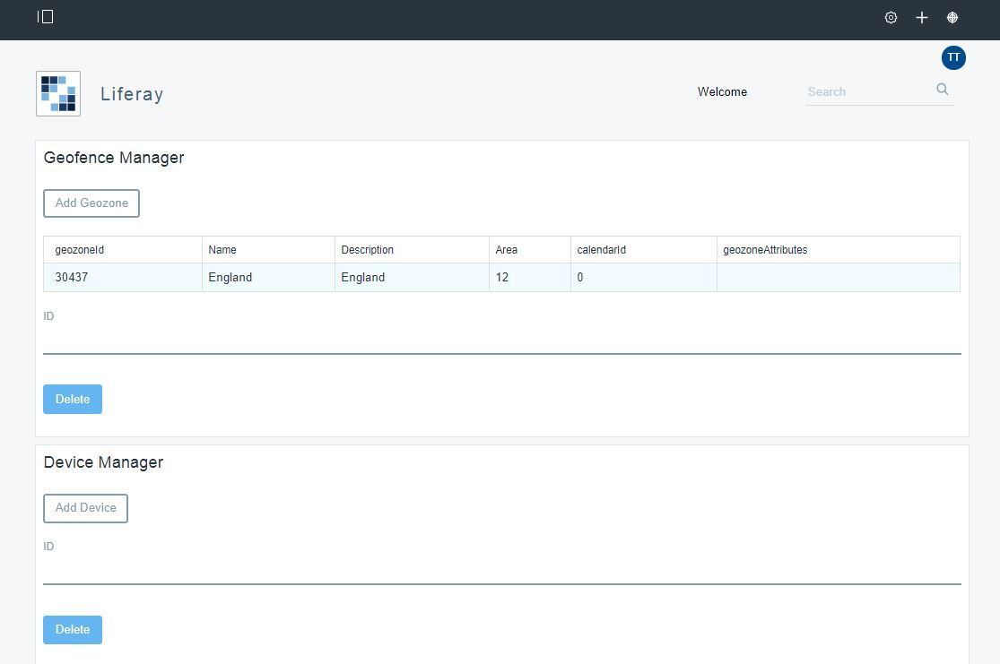 TT
Liferay
Welcome
Search
Geofence Manager
Add Geozone
geozoneId Name Description Area calendarId geozoneAttributes
30437 England England 12 0
ID
Delete
Device Manager
Add Device
ID
Delete